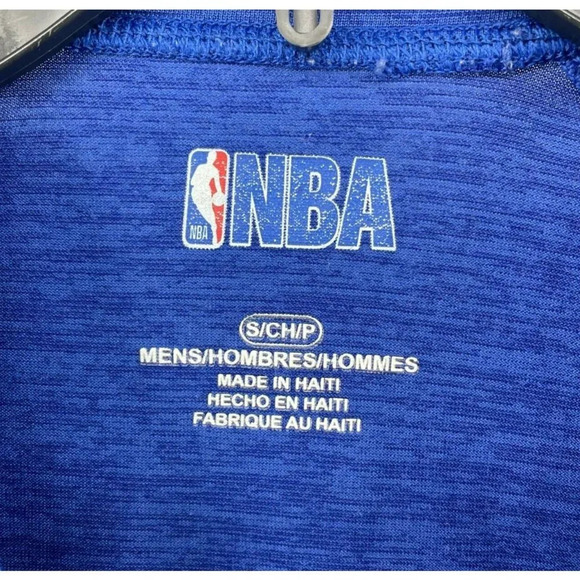 NBA NBA
S/CH/P
MENS/HOMBRES/HOMMES
MADE IN HAITI
HECHO EN HAITI
FABRIQUE AU HAITI